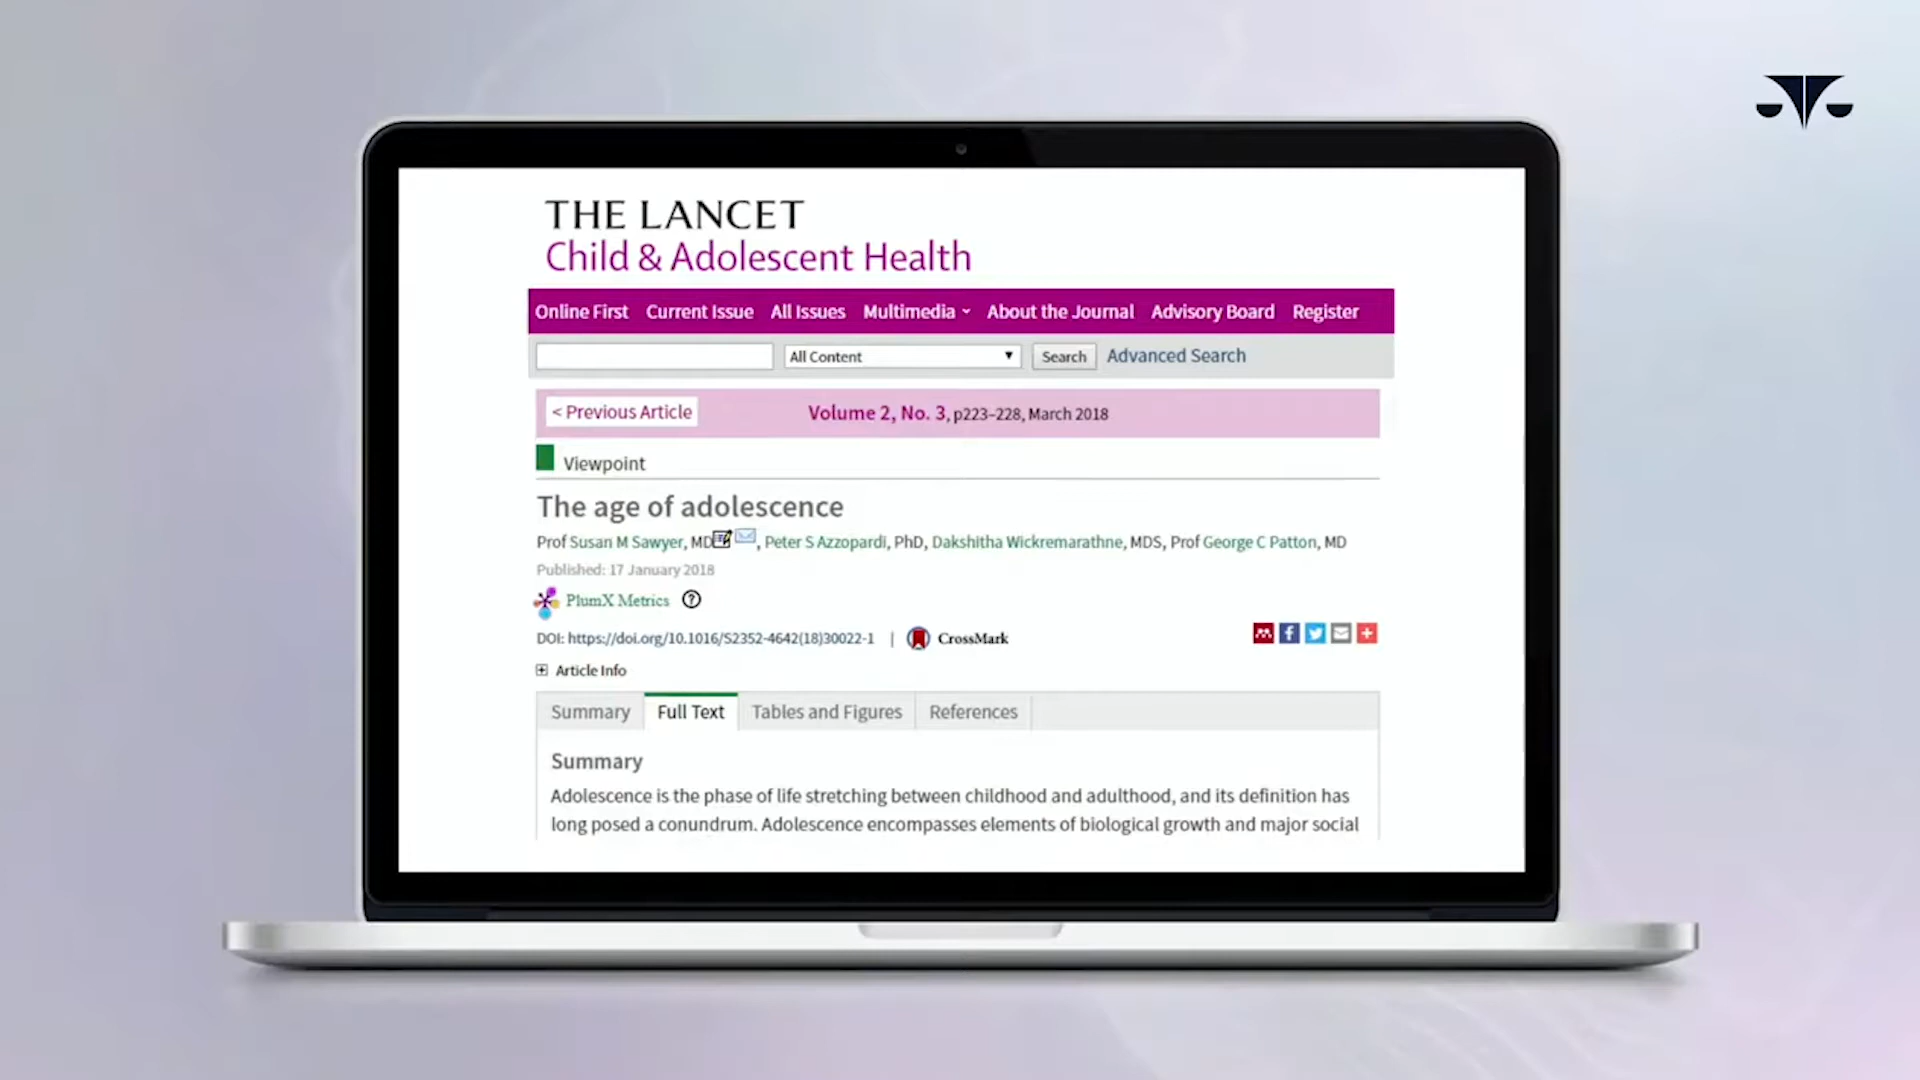 THE LANCET
Child & Adolescent Health
Online First Current Issue All Issues Multimedia About the Journal Advisory Board Register
All Content Search Advanced Search
< Previous Article Volume 2, No. 3, p223–228, March 2018
Viewpoint
The age of adolescence
Prof Susan M Sawyer, MD, Peter S Azzopardi, PhD, Dakshitha Wickremarathne, MDS, Prof George C Patton, MD
Published: 17 January 2018
PlumX Metrics ?
DOI: https://doi.org/10.1016/S2352-4642(18)30022-1 | CrossMark
Article Info
Summary Full Text Tables and Figures References
Summary
Adolescence is the phase of life stretching between childhood and adulthood, and its definition has
long posed a conundrum. Adolescence encompasses elements of biological growth and major social